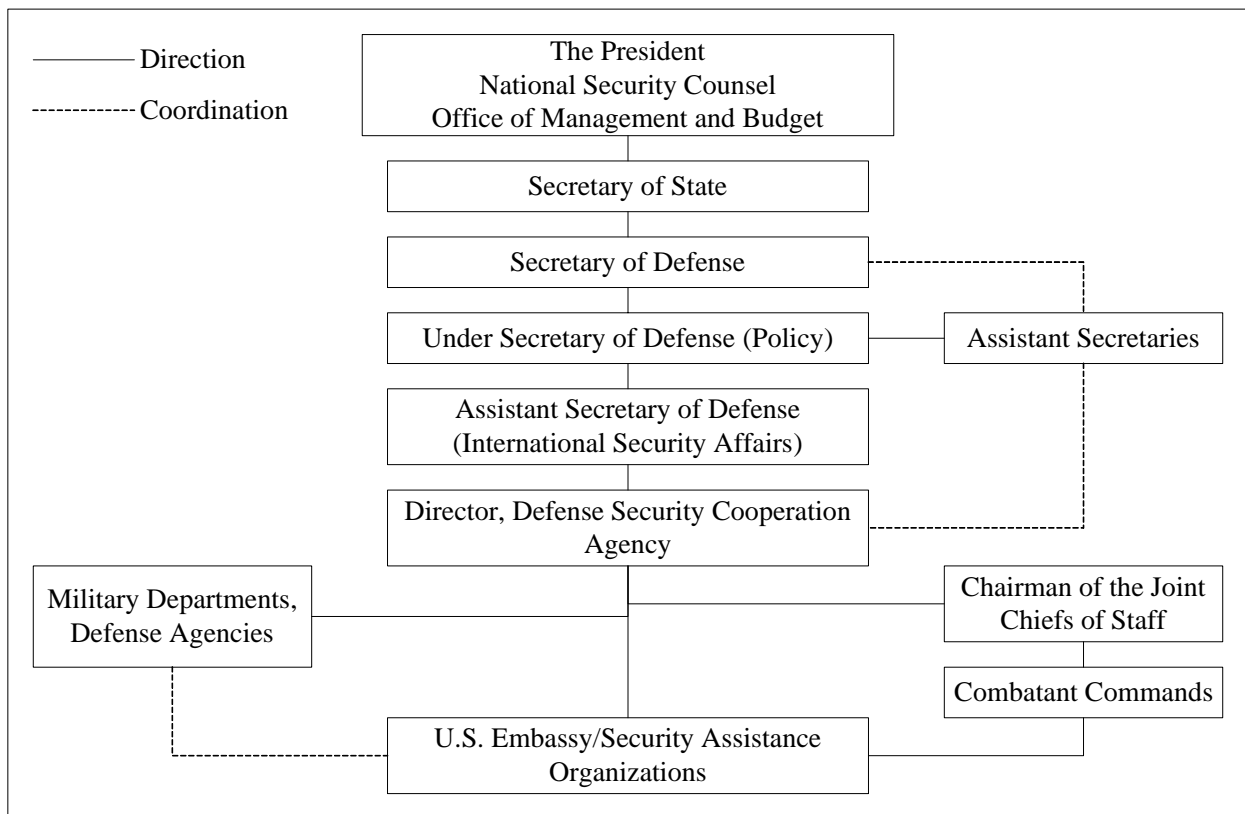 Direction
Coordination
The President
National Security Counsel
Office of Management and Budget
Secretary of State
Secretary of Defense
Under Secretary of Defense (Policy)
Assistant Secretaries
Assistant Secretary of Defense
(International Security Affairs)
Director, Defense Security Cooperation
Agency
Military Departments,
Defense Agencies
Chairman of the Joint
Chiefs of Staff
Combatant Commands
U.S. Embassy/Security Assistance
Organizations